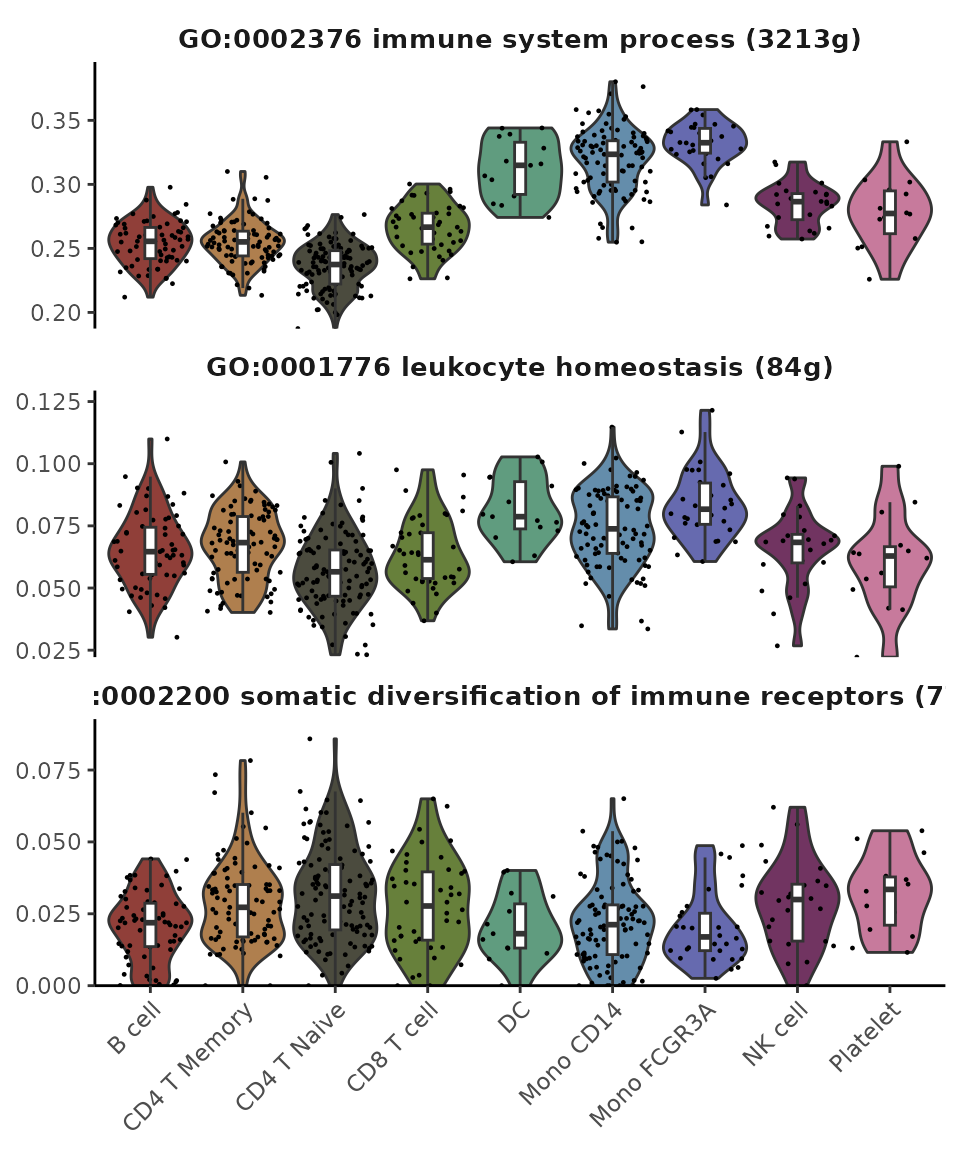 GO:0002376 immune system process (3213g)
0.35
0.30
0.25
0.20
GO:0001776 leukocyte homeostasis (84g)
0.125
0.100
0.075
0.050
0.025
:0002200 somatic diversification of immune receptors (7
0.075
0.050
0.025
0.000
B cell
CD4 T Memory
CD4 T Naive
CD8 T cell
DC
Mono CD14
Mono FCGR3A
NK cell
Platelet